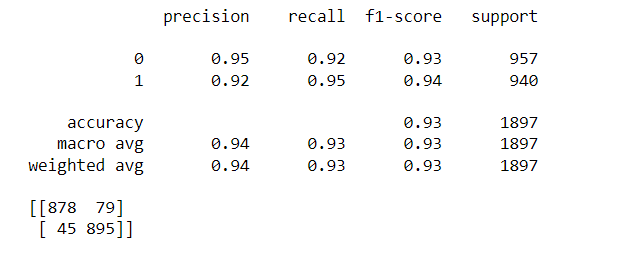 precision recall f1-score support
0 0.95 0.92 0.93 957
1 0.92 0.95 0.94 940
accuracy 0.93 1897
macro avg 0.94 0.93 0.93 1897
weighted avg 0.94 0.93 0.93 1897
[[878 79]
[ 45 895]]